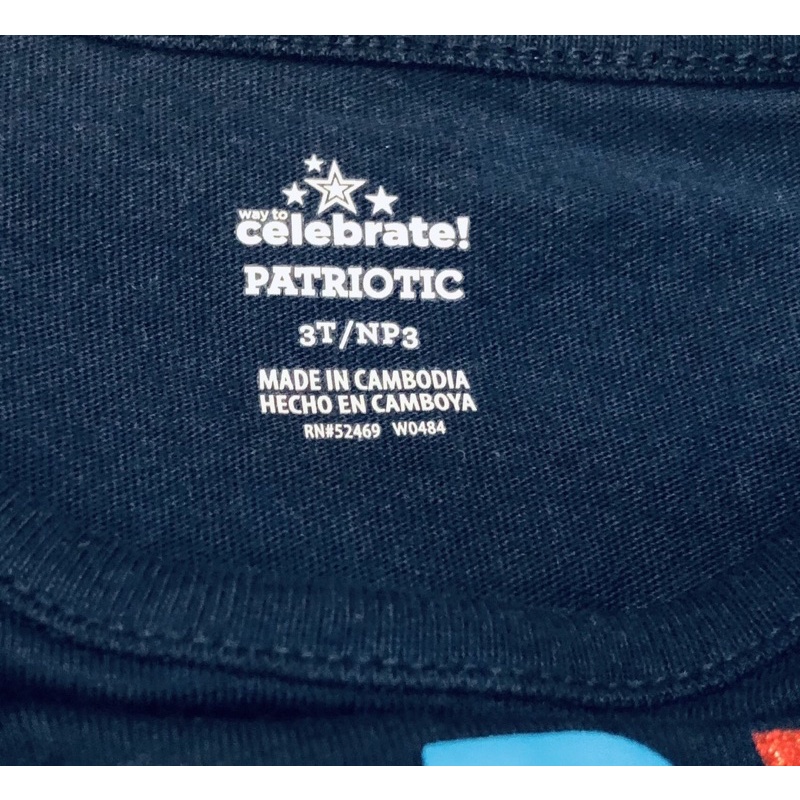 way to
celebrate!
PATRIOTIC
3T/NP3
MADE IN CAMBODIA
HECHO EN CAMBOYA
RN#52469 W0484